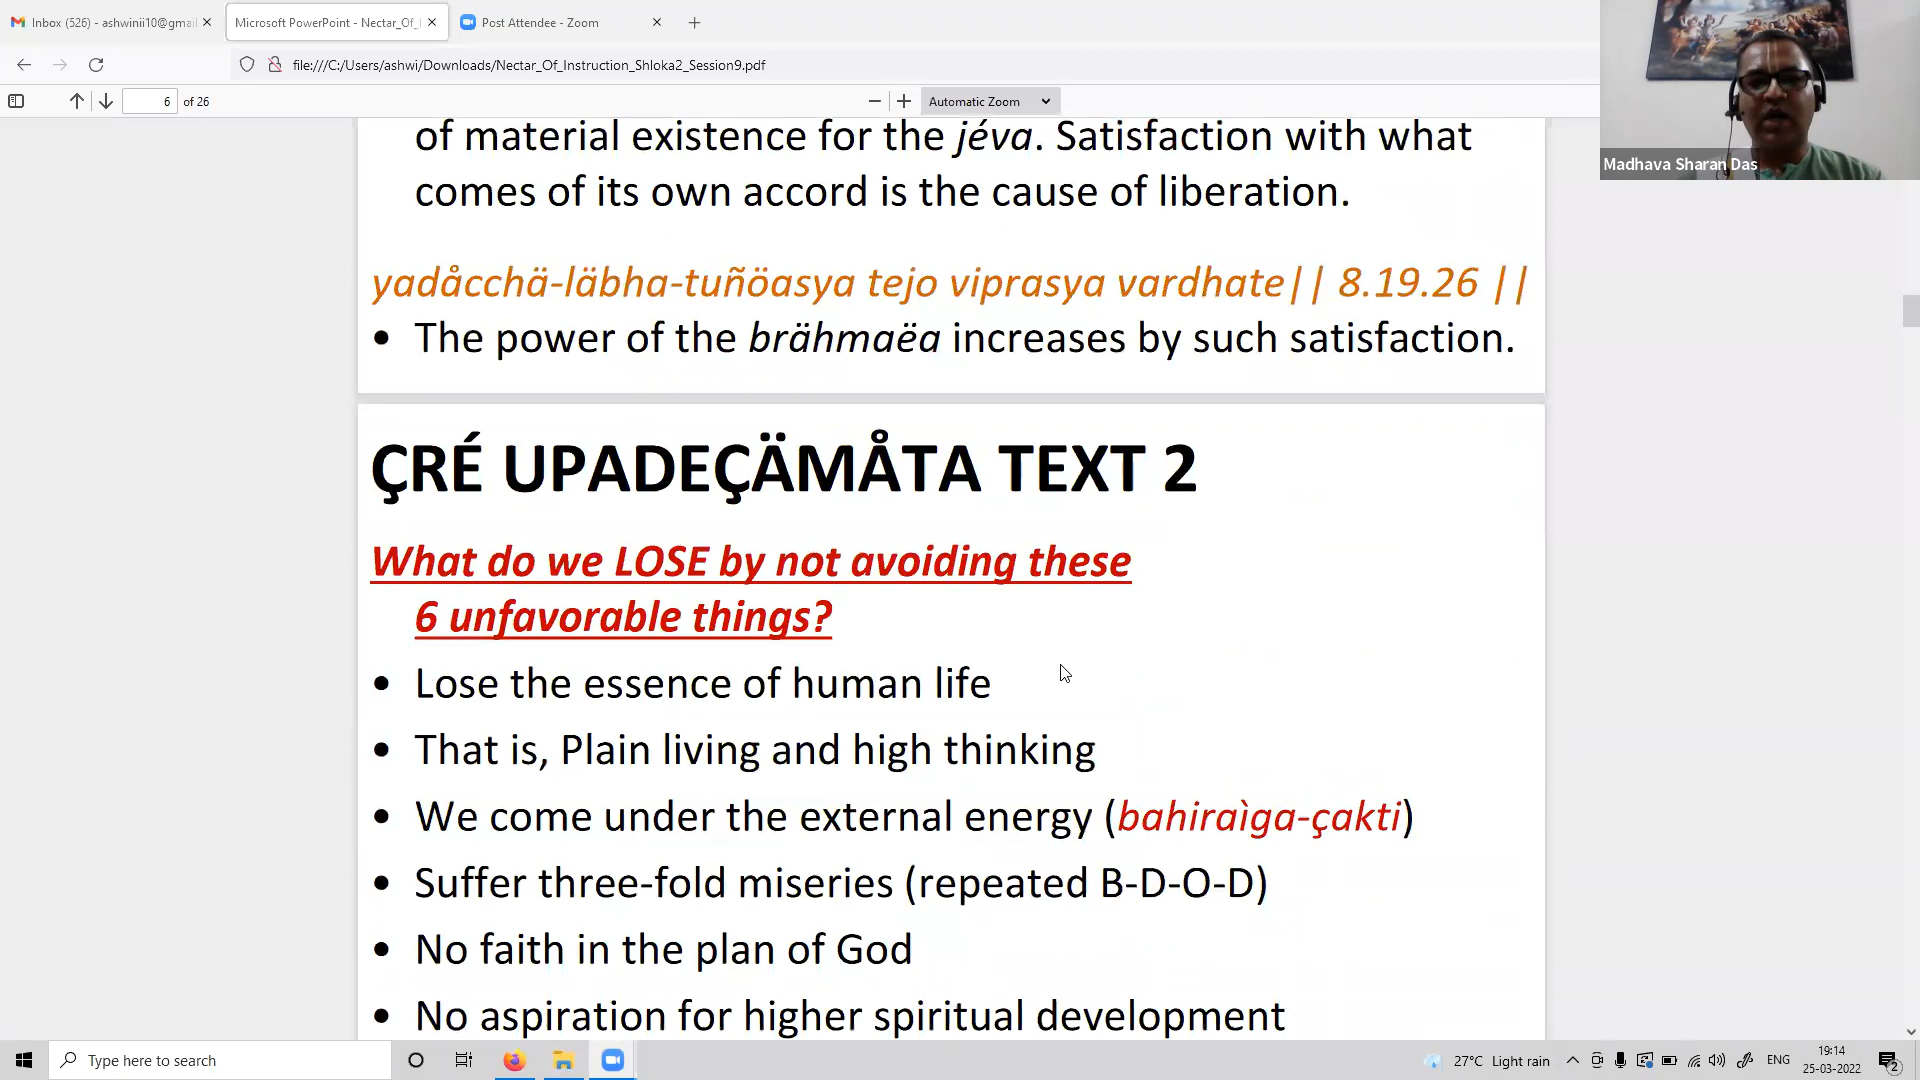 Inbox (526) - ashwinii10@gmai
Microsoft PowerPoint - Nectar_Of_
Post Attendee - Zoom
file:///C:/Users/ashwi/Downloads/Nectar_Of_Instruction_Shloka2_Session9.pdf
6 of 26
Automatic Zoom
Madhava Sharan Das
of material existence for the jéva. Satisfaction with what
comes of its own accord is the cause of liberation.
yadåcchä-läbha-tuñöasya tejo viprasya vardhate|| 8.19.26 ||
• The power of the brähmaëa increases by such satisfaction.
ÇRÉ UPADEÇÄMÅTA TEXT 2
What do we LOSE by not avoiding these
6 unfavorable things?
• Lose the essence of human life
• That is, Plain living and high thinking
• We come under the external energy (bahiraìga-çakti)
• Suffer three-fold miseries (repeated B-D-O-D)
• No faith in the plan of God
• No aspiration for higher spiritual development
Type here to search
27°C Light rain
ENG
19:14
25-03-2022
2